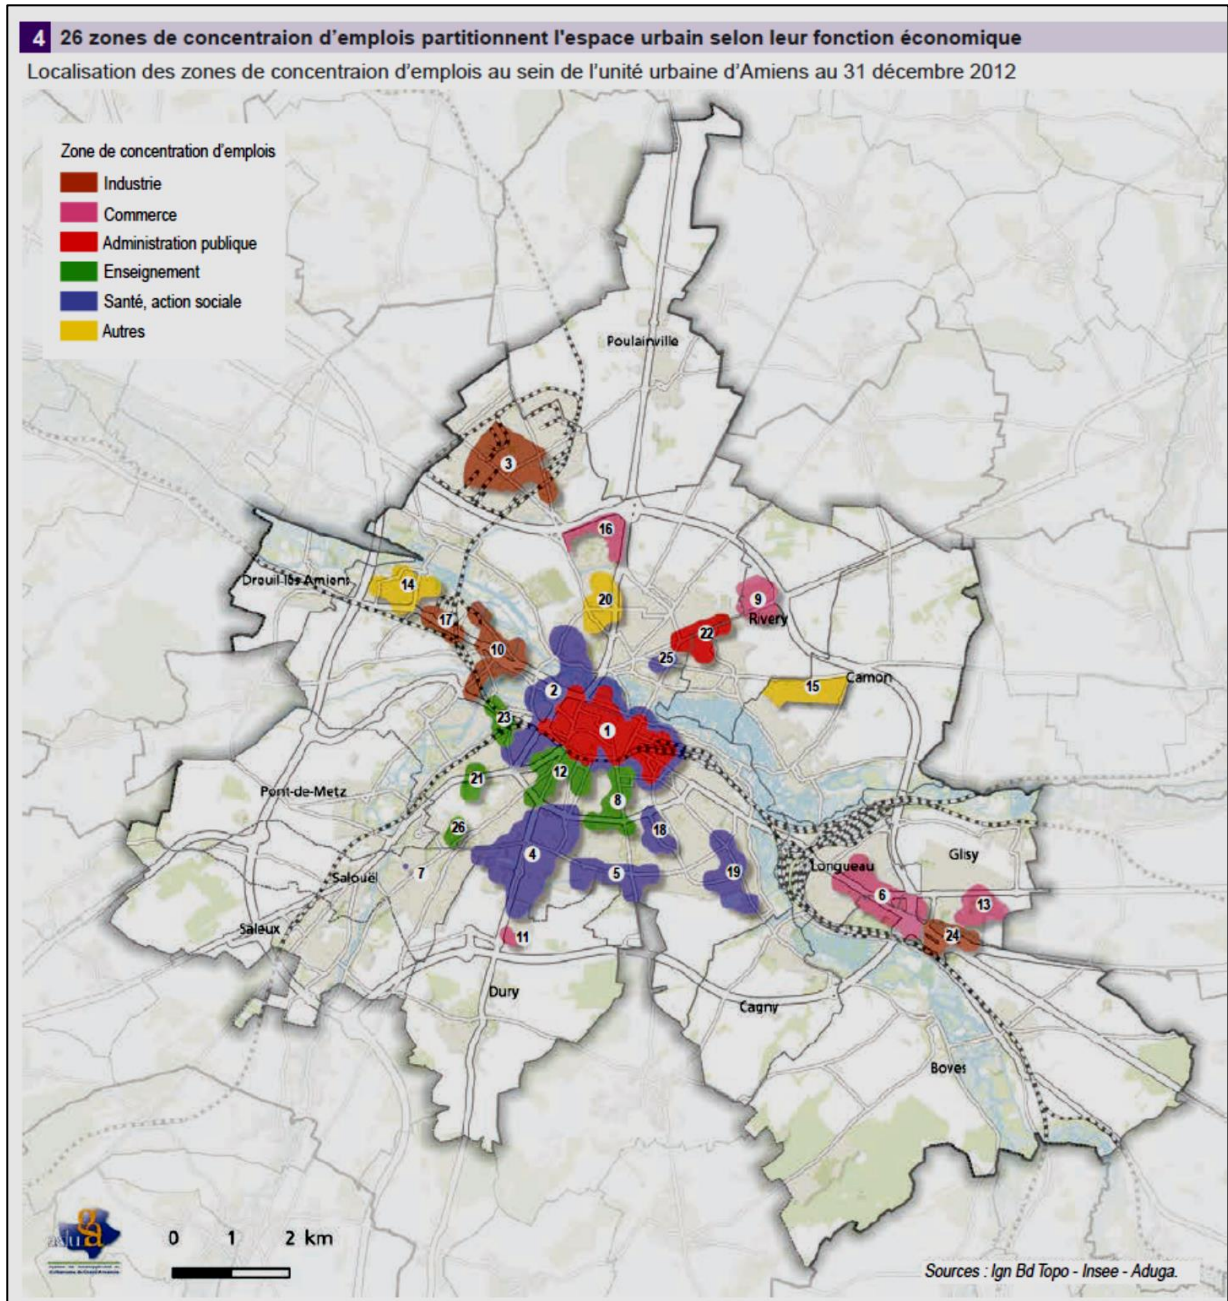 4 26 zones de concentraion d'emplois partitionnent l'espace urbain selon leur fonction économique
Localisation des zones de concentraion d'emplois au sein de l'unité urbaine d'Amiens au 31 décembre 2012
Zone de concentration d'emplois
Industrie
Commerce
Administration publique
Enseignement
Santé, action sociale
Autres
Poulainville
3
16
Dreuil-lès Amiens
14
20
9
17
Rivery
22
10
25
2
15
Camon
23
1
12
21
Pont-de-Metz
8
26
18
4
Longueau
Glisy
Salouël
7
5
19
6
13
Saleux
11
24
Dury
Cagny
Boves
adu ga
0 1 2 km
Sources : Ign Bd Topo - Insee - Aduga.